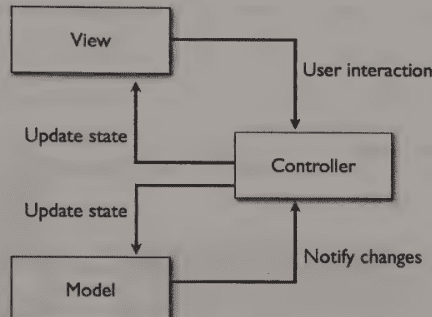 View
User interaction
Update state
Controller
Update state
Notify changes
Model